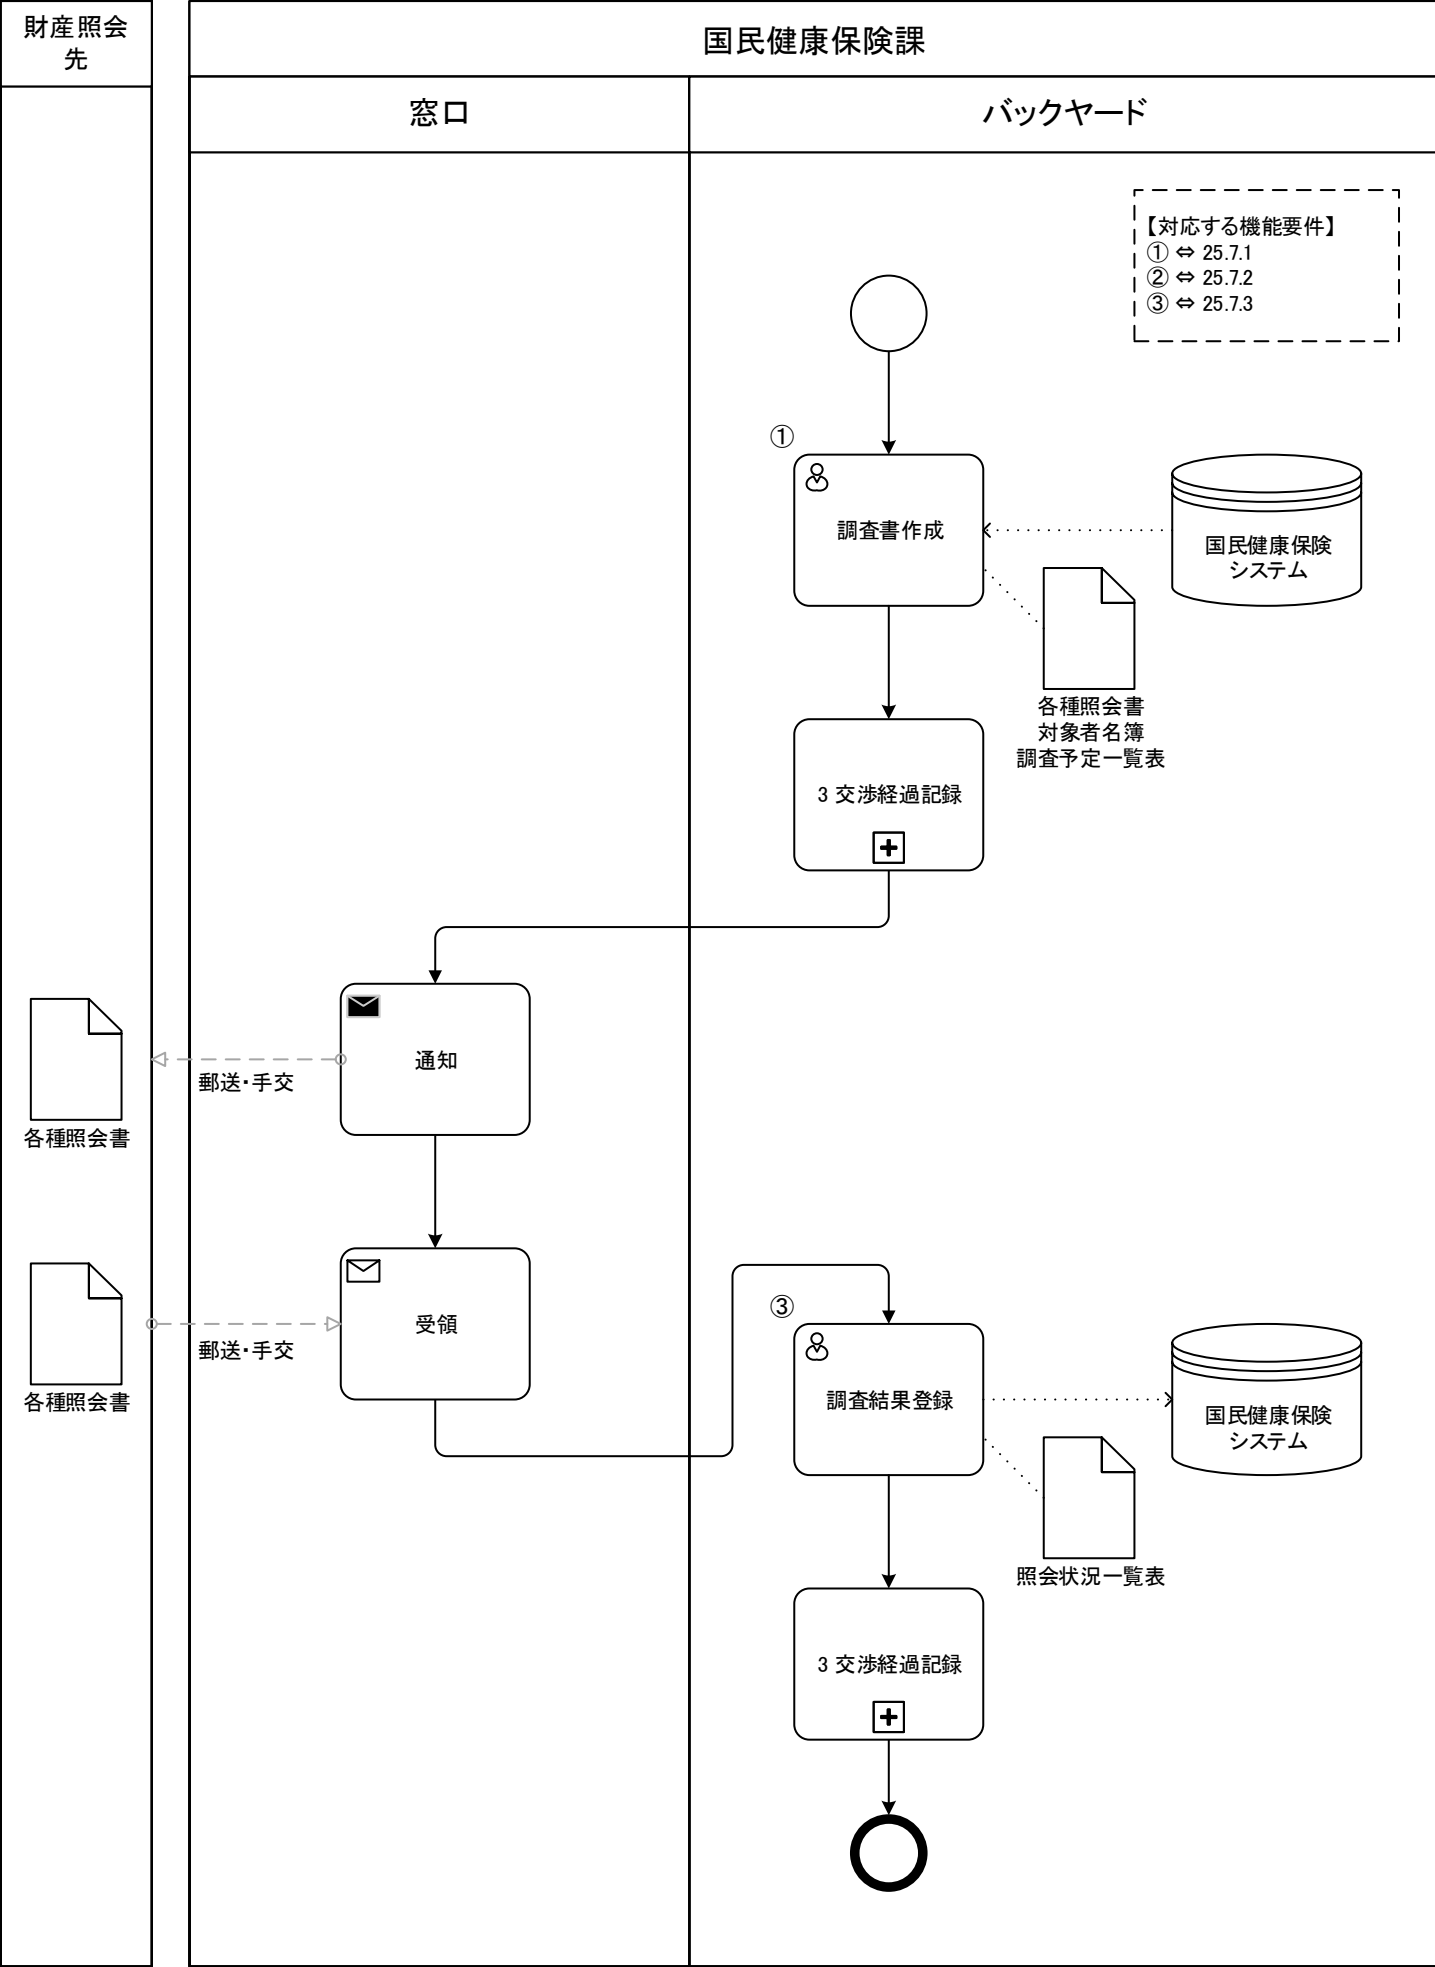 財産照会
先
国民健康保険課
窓口
バックヤード
【対応する機能要件】
① ⇔ 25.7.1
② ⇔ 25.7.2
③ ⇔ 25.7.3
①
調査書作成
国民健康保険
システム
各種照会書
対象者名簿
調査予定一覧表
3 交渉経過記録
通知
郵送・手交
各種照会書
受領
郵送・手交
各種照会書
③
調査結果登録
国民健康保険
システム
照会状況一覧表
3 交渉経過記録